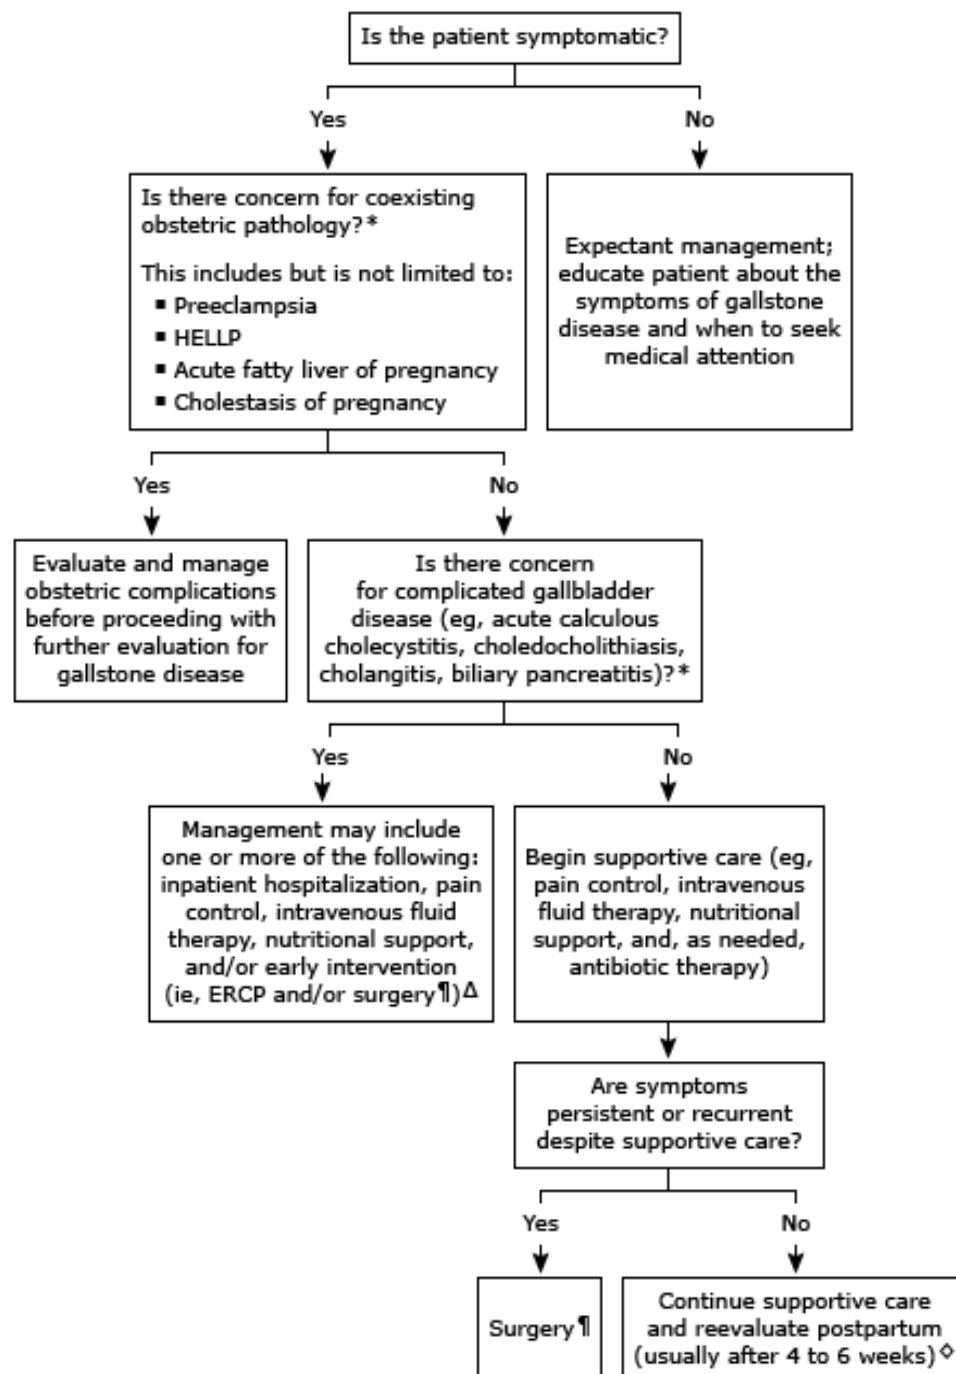 Is the patient symptomatic?
Yes
No
Is there concern for coexisting
obstetric pathology?*
This includes but is not limited to:
▪ Preeclampsia
▪ HELLP
▪ Acute fatty liver of pregnancy
▪ Cholestasis of pregnancy
Expectant management;
educate patient about the
symptoms of gallstone
disease and when to seek
medical attention
Yes
No
Evaluate and manage
obstetric complications
before proceeding with
further evaluation for
gallstone disease
Is there concern
for complicated gallbladder
disease (eg, acute calculous
cholecystitis, choledocholithiasis,
cholangitis, biliary pancreatitis)?*
Yes
No
Management may include
one or more of the following:
inpatient hospitalization, pain
control, intravenous fluid
therapy, nutritional support,
and/or early intervention
(ie, ERCP and/or surgery¶)Δ
Begin supportive care (eg,
pain control, intravenous
fluid therapy, nutritional
support, and, as needed,
antibiotic therapy)
Are symptoms
persistent or recurrent
despite supportive care?
Yes
No
Surgery¶
Continue supportive care
and reevaluate postpartum
(usually after 4 to 6 weeks)◇